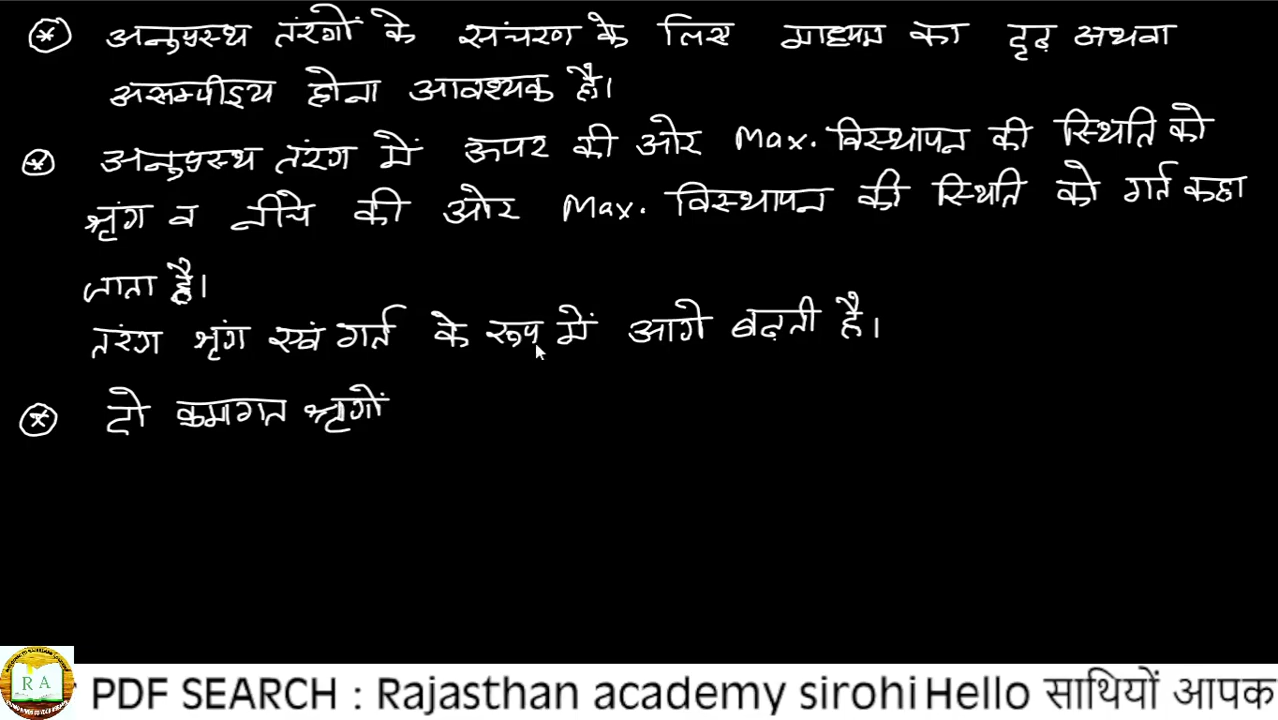 * अनुप्रस्थ तरंगों के संचरण के लिए माध्यम का दृढ़ अथवा
असम्पीड्य होना आवश्यक है।
* अनुप्रस्थ तरंग में ऊपर की ओर Max. विस्थापन की स्थिति को
श्रृंग व नीचे की ओर Max. विस्थापन की स्थिति को गर्त कहा
जाता है।
तरंग श्रृंग एवं गर्त के रूप में आगे बढ़ती है।
* दो क्रमागत श्रृगों
RA
PDF SEARCH : Rajasthan academy sirohi Hello साथियों आपक